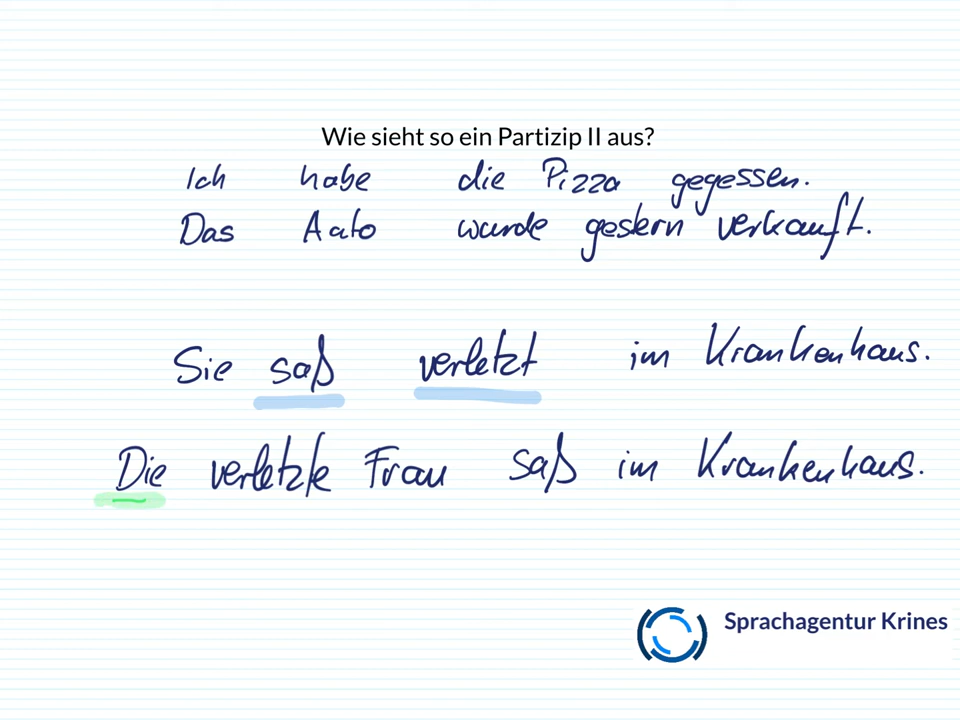 Wie sieht so ein Partizip II aus?
Ich habe die Pizza gegessen.
Das Auto wurde gestern verkauft.
Sie saß verletzt im Krankenhaus.
Die verletzte Frau saß im Krankenhaus.
Sprachagentur Krines